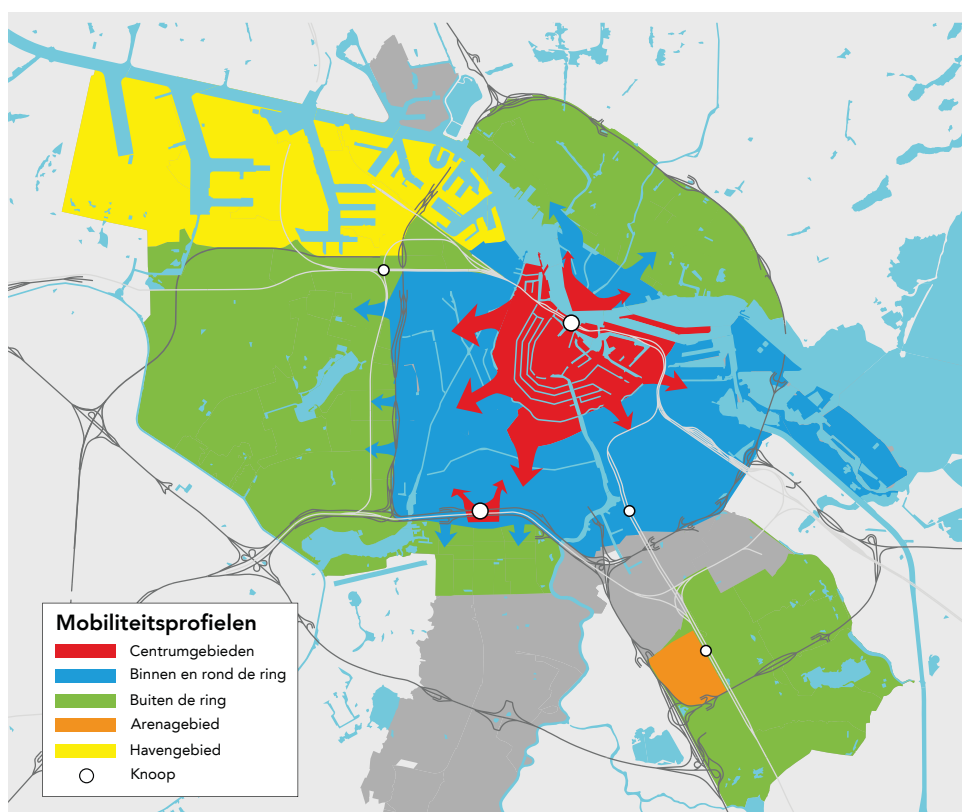 Mobiliteitsprofielen
Centrumgebieden
Binnen en rond de ring
Buiten de ring
Arenagebied
Havengebied
Knoop